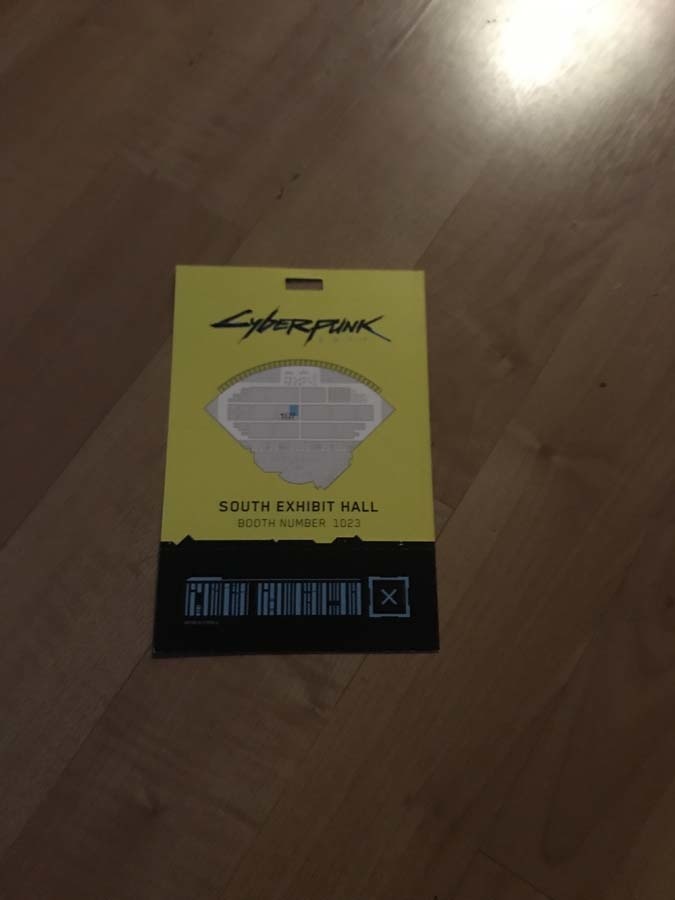 Cyberpunk
SOUTH EXHIBIT HALL
BOOTH NUMBER 1023